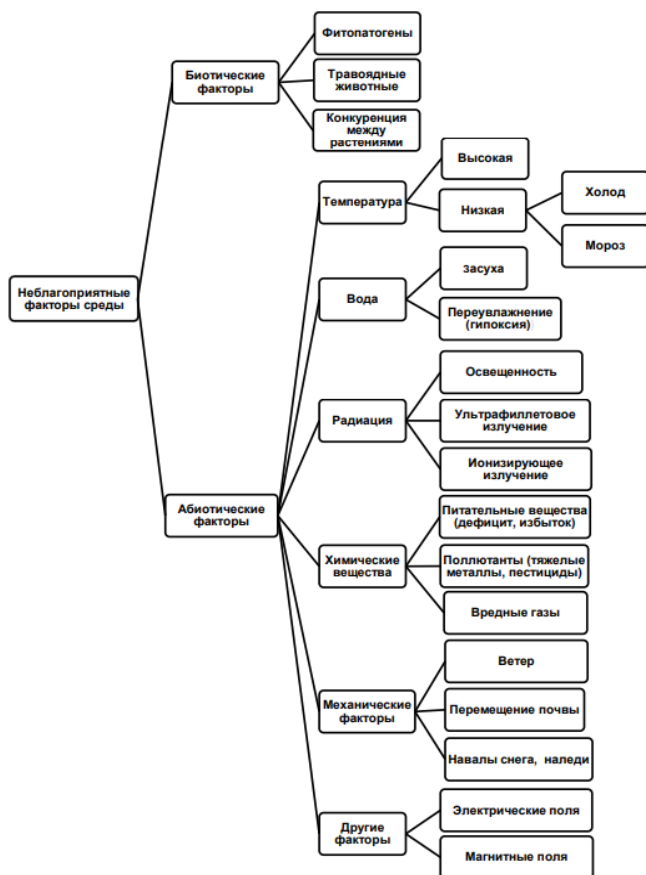 Фитопатогены
Биотические
факторы
Травоядные
животные
Конкуренция
между
растениями
Температура
Высокая
Низкая
Холод
Мороз
Неблагоприятные
факторы среды
Вода
Засуха
Переувлажнение
(гипоксия)
Радиация
Освещенность
Ультрафиллетовое
излучение
Ионизирующее
излучение
Абиотические
факторы
Химические
вещества
Питательные вещества
(дефицит, избыток)
Поллютанты (тяжелые
металлы, пестициды)
Вредные газы
Механические
факторы
Ветер
Перемещение почвы
Навалы снега, наледи
Другие
факторы
Электрические поля
Магнитные поля